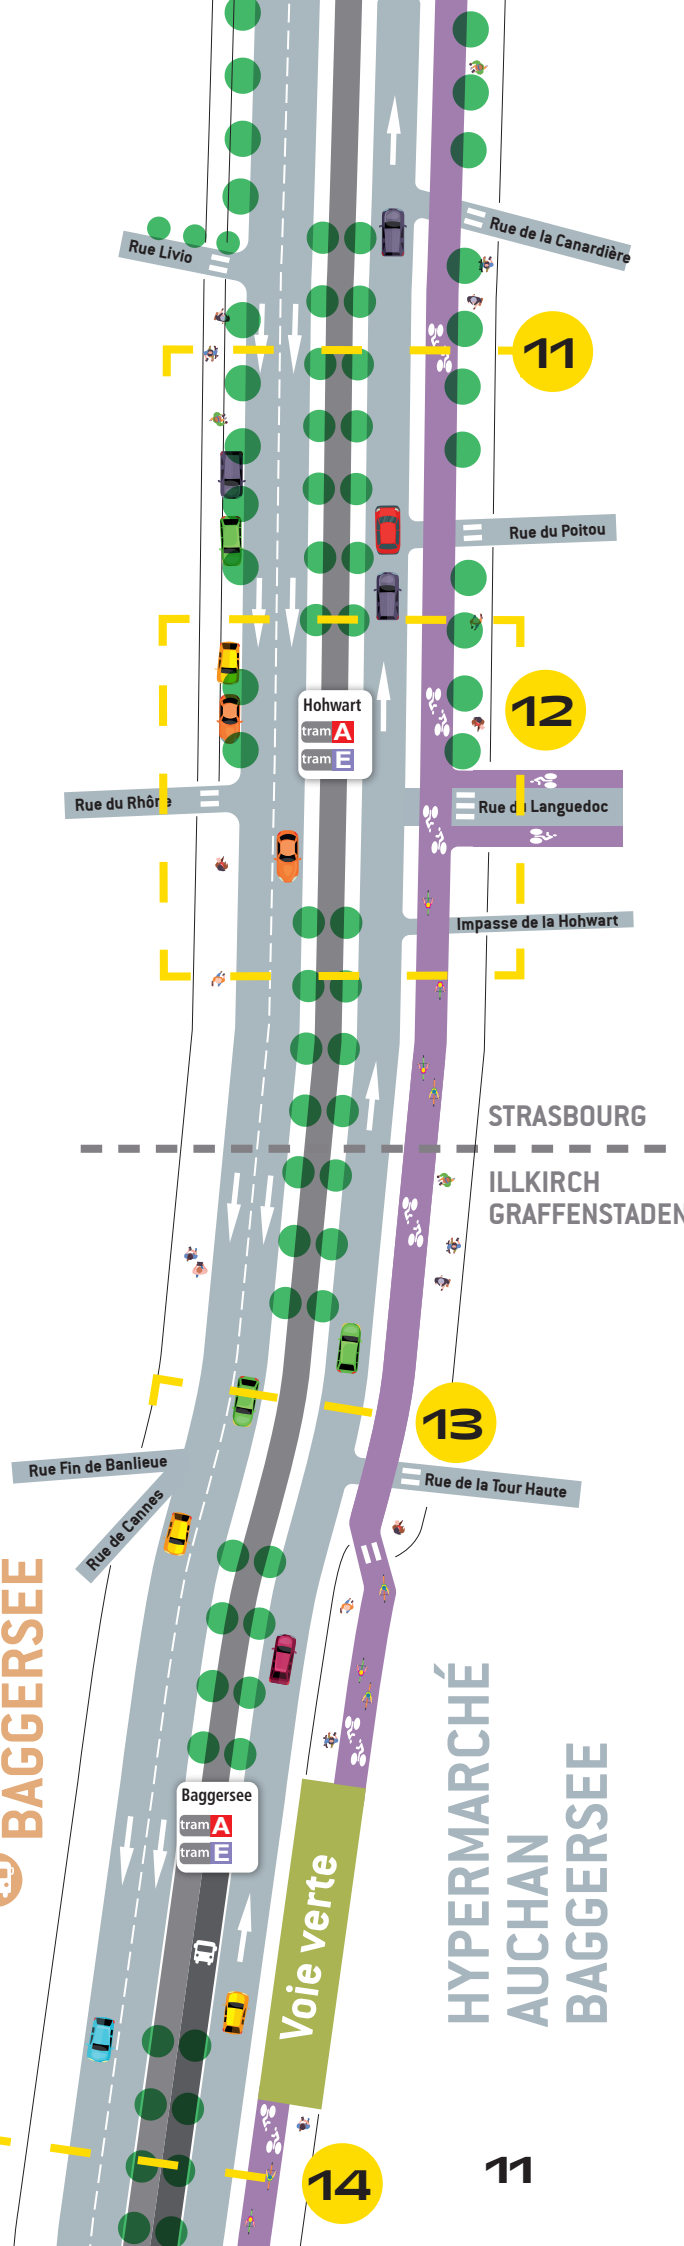 Rue Livio
Rue de la Canardière
11
Rue du Poitou
12
Hohwart
tram A
tram E
Rue du Rhône
Rue du Languedoc
Impasse de la Hohwart
STRASBOURG
ILLKIRCH
GRAFFENSTADEN
13
Rue Fin de Banlieue
Rue de la Tour Haute
Rue de Cannes
BAGGERSEE
HYPERMARCHÉ
AUCHAN
BAGGERSEE
Baggersee
tram A
tram E
Voie verte
14
11